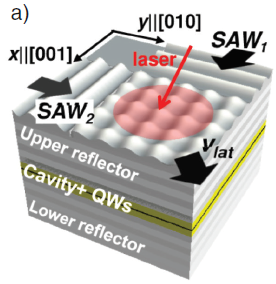 a)
y||[010]
x||[001]
SAW1
laser
SAW2
vlat
Upper reflector
Cavity+ QWs
Lower reflector